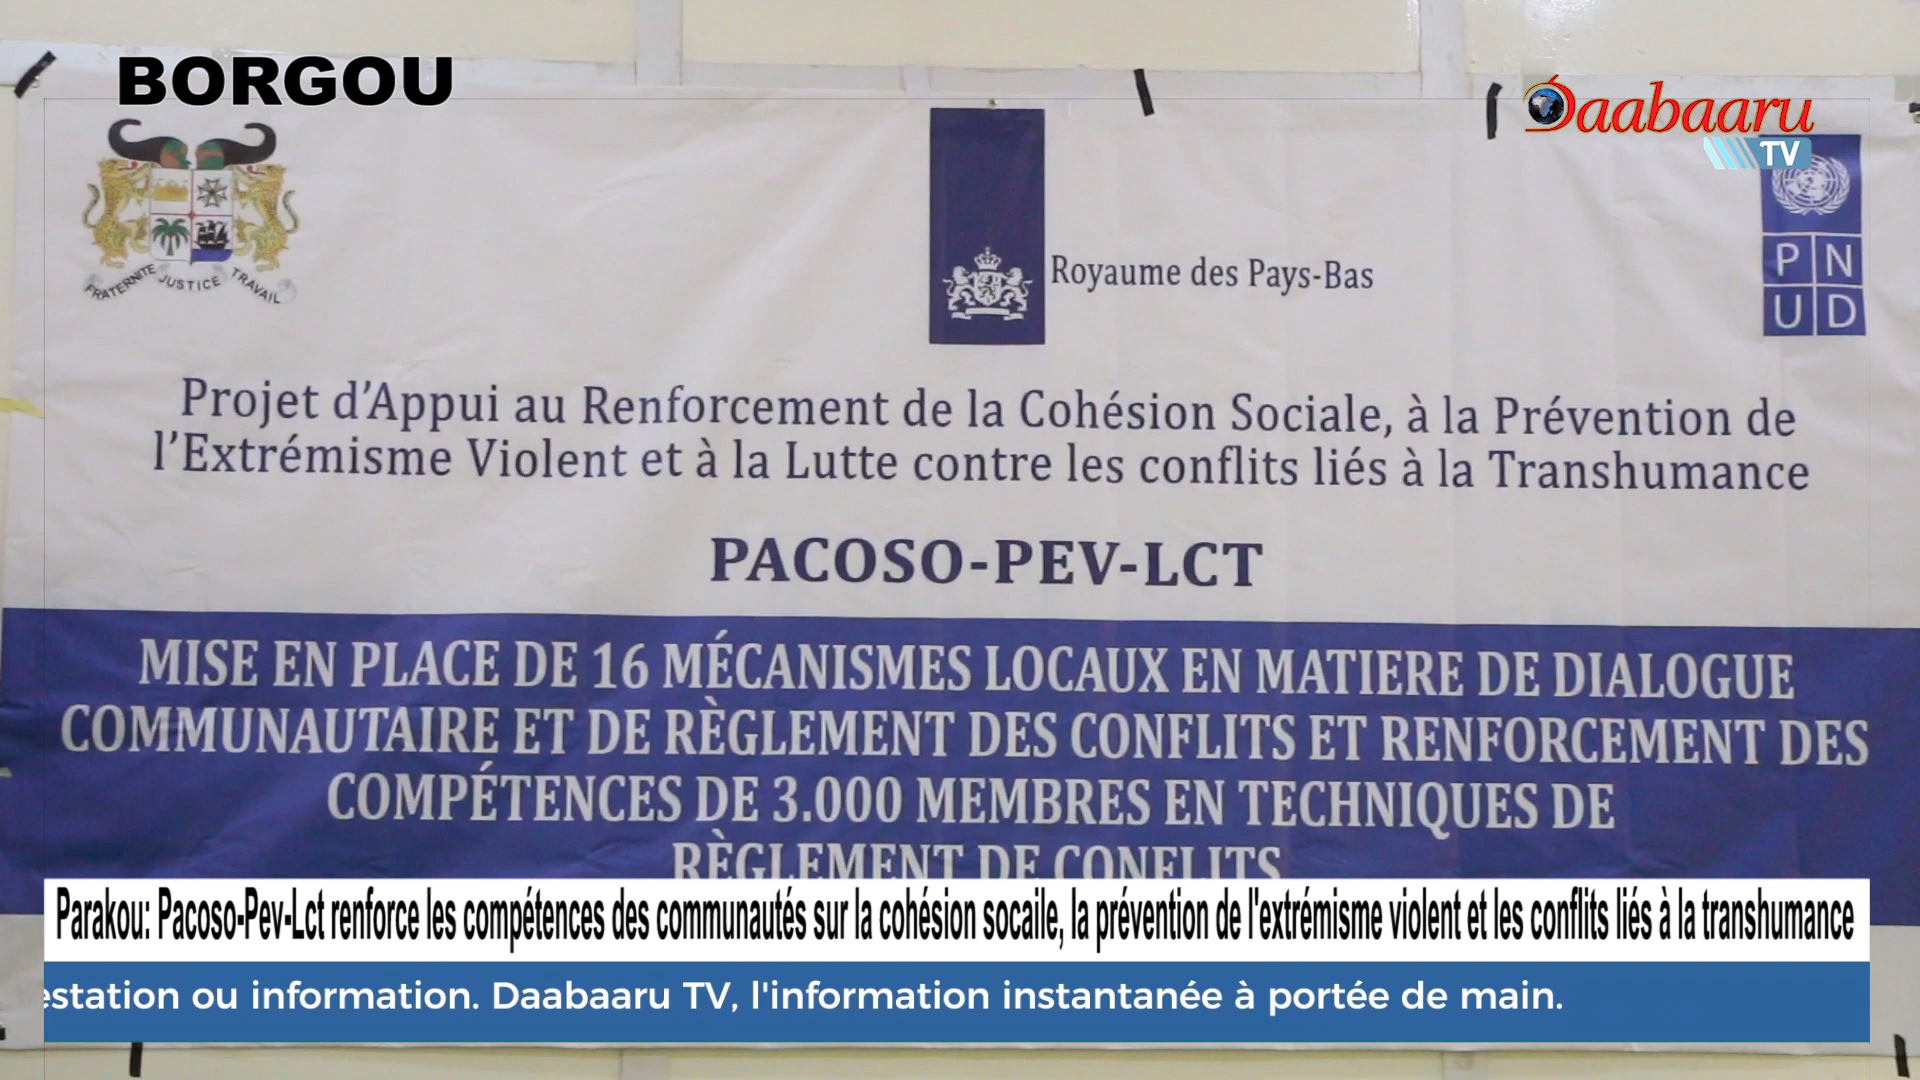 BORGOU
Daabaaru
TV
FRATERNITE JUSTICE TRAVAIL
Royaume des Pays-Bas
P N
U D
Projet d'Appui au Renforcement de la Cohésion Sociale, à la Prévention de
l'Extrémisme Violent et à la Lutte contre les conflits liés à la Transhumance
PACOSO-PEV-LCT
MISE EN PLACE DE 16 MÉCANISMES LOCAUX EN MATIERE DE DIALOGUE
COMMUNAUTAIRE ET DE RÈGLEMENT DES CONFLITS ET RENFORCEMENT DES
COMPÉTENCES DE 3.000 MEMBRES EN TECHNIQUES DE
RÈGLEMENT DE CONFLITS
Parakou: Pacoso-Pev-Lct renforce les compétences des communautés sur la cohésion socaile, la prévention de l'extrémisme violent et les conflits liés à la transhumance
estation ou information. Daabaaru TV, l'information instantanée à portée de main.